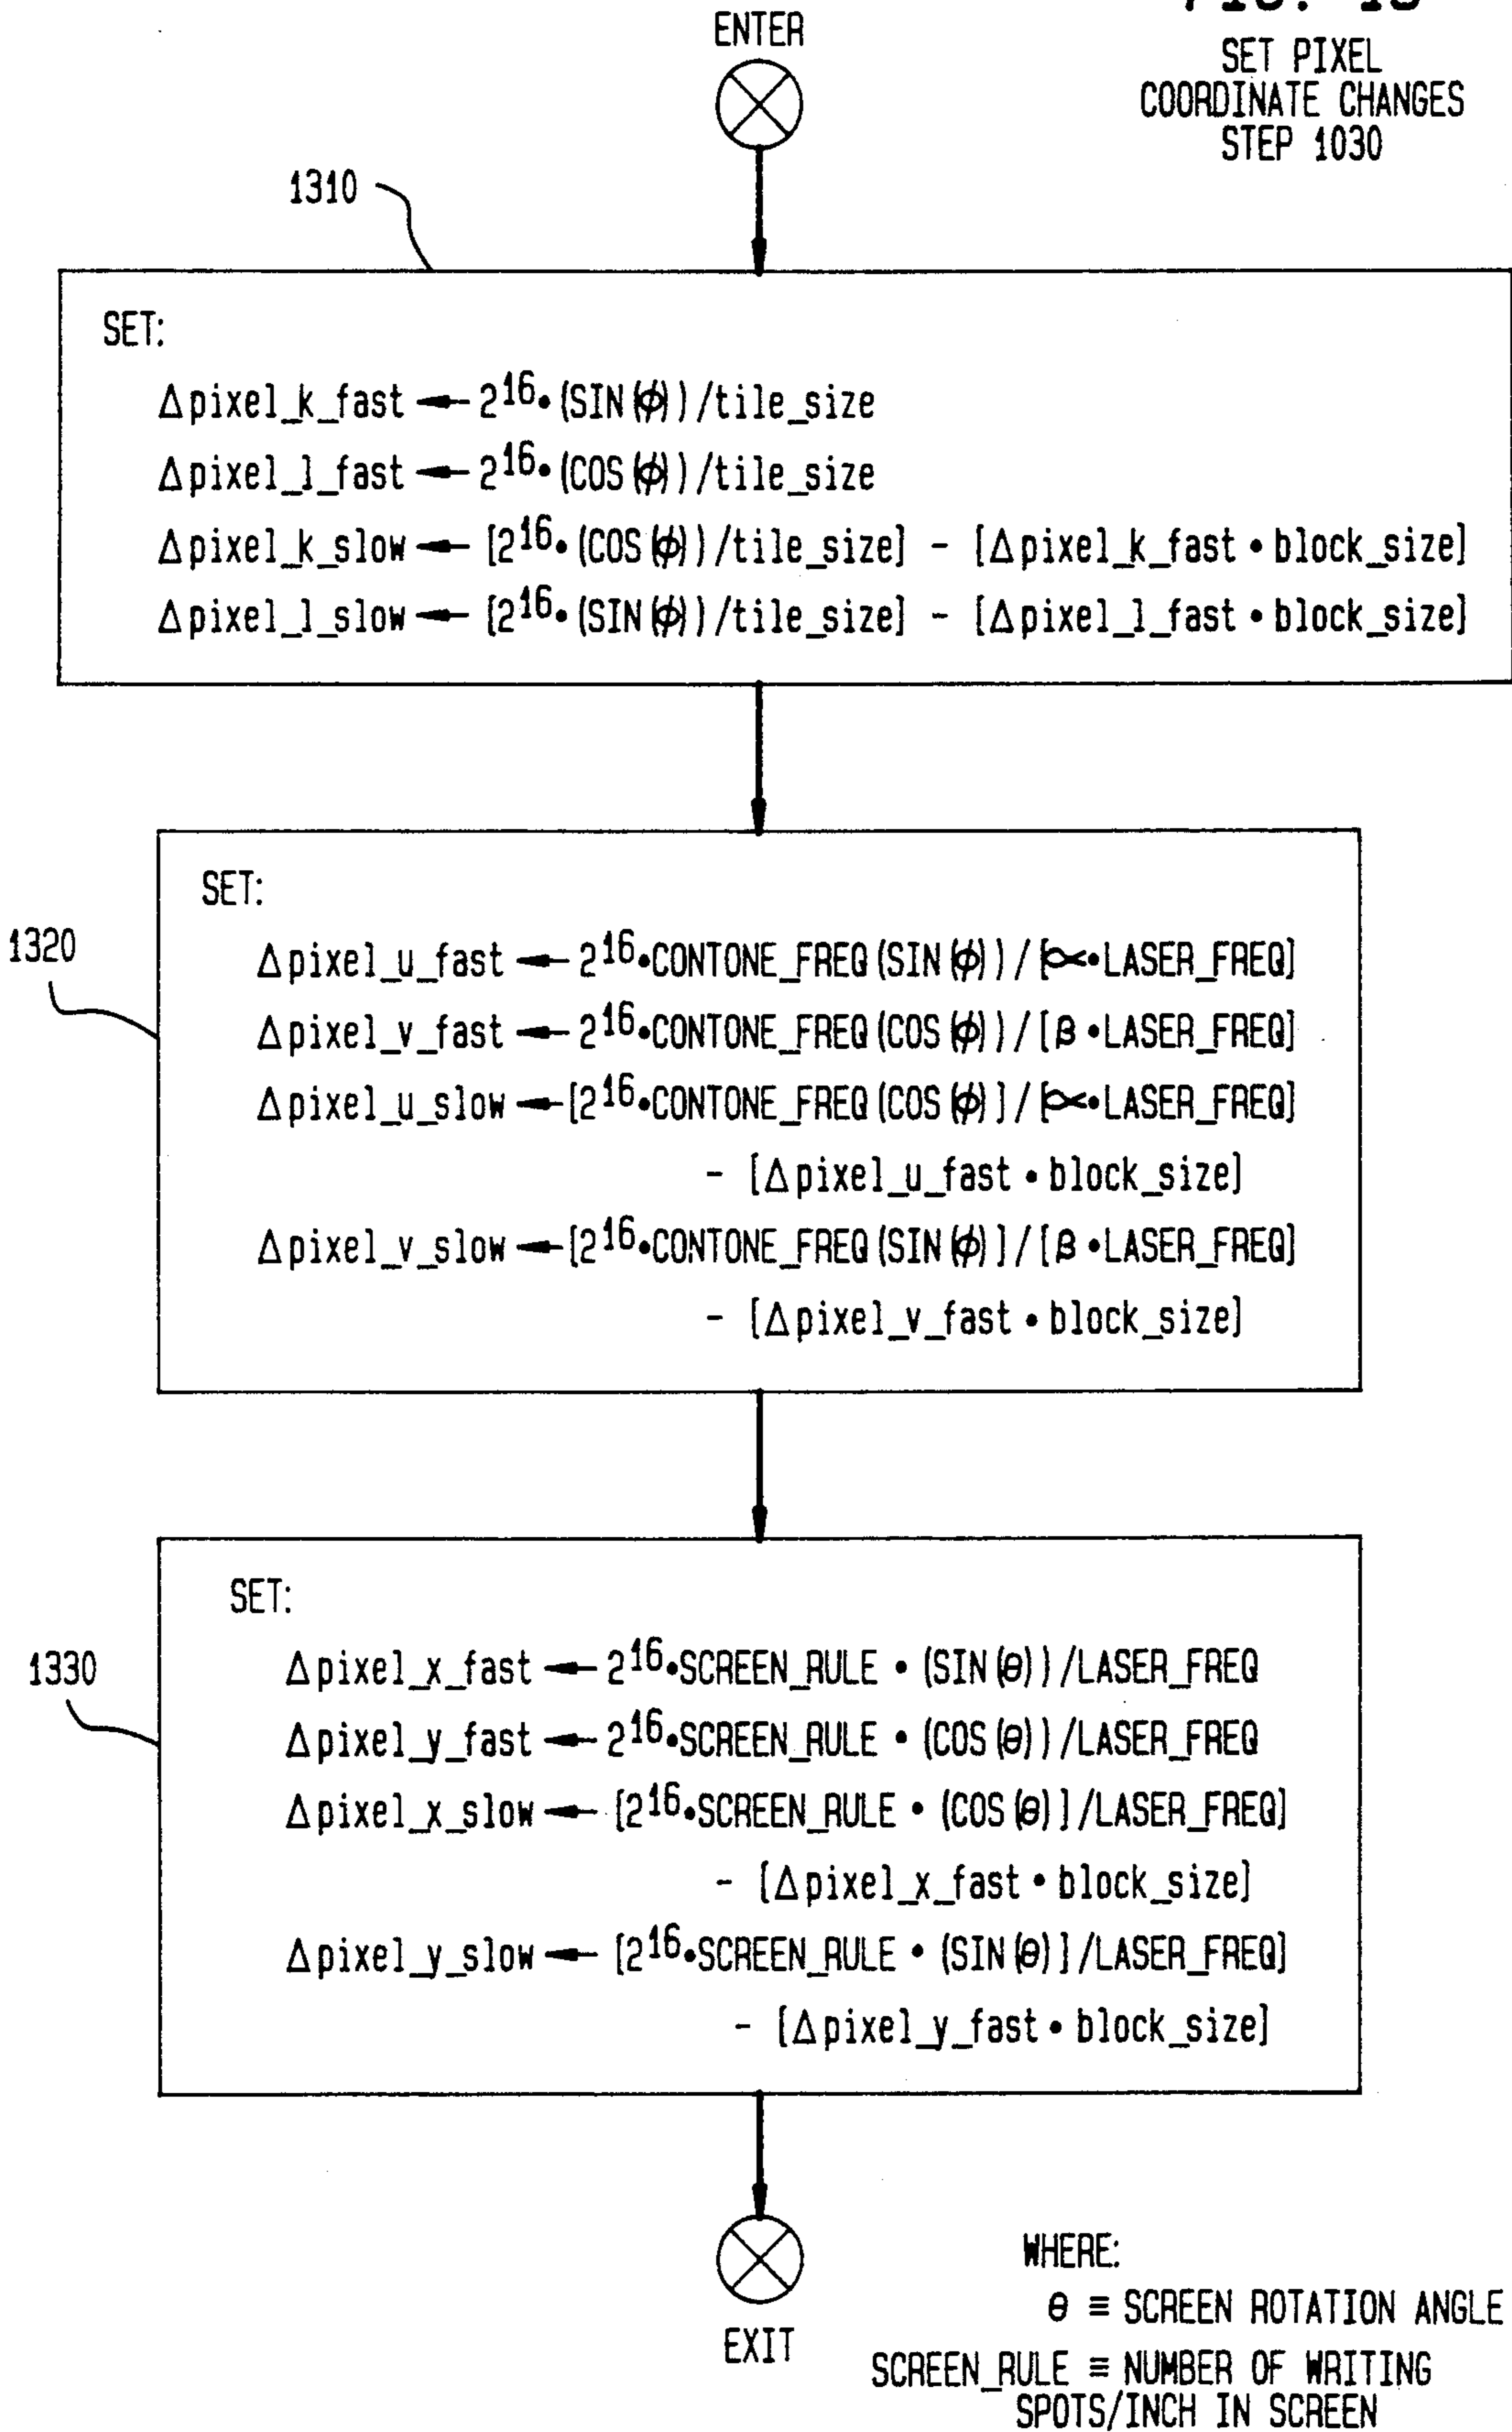 FIG. 13
ENTER
SET PIXEL
COORDINATE CHANGES
STEP 1030
1310
SET:
Δpixel_k_fast ← 2^16•(SIN(ϕ))/tile_size
Δpixel_l_fast ← 2^16•(COS(ϕ))/tile_size
Δpixel_k_slow ← [2^16•(COS(ϕ))/tile_size] - [Δpixel_k_fast•block_size]
Δpixel_l_slow ← [2^16•(SIN(ϕ))/tile_size] - [Δpixel_l_fast•block_size]
1320
SET:
Δpixel_u_fast ← 2^16•CONTONE_FREQ(SIN(ϕ))/[∝•LASER_FREQ]
Δpixel_v_fast ← 2^16•CONTONE_FREQ(COS(ϕ))/[β•LASER_FREQ]
Δpixel_u_slow ← [2^16•CONTONE_FREQ(COS(ϕ)]/[∝•LASER_FREQ]
- [Δpixel_u_fast•block_size]
Δpixel_v_slow ← [2^16•CONTONE_FREQ(SIN(ϕ)]/[β•LASER_FREQ]
- [Δpixel_v_fast•block_size]
1330
SET:
Δpixel_x_fast ← 2^16•SCREEN_RULE • (SIN(θ))/LASER_FREQ
Δpixel_y_fast ← 2^16•SCREEN_RULE • (COS(θ))/LASER_FREQ
Δpixel_x_slow ← [2^16•SCREEN_RULE • (COS(θ)]/LASER_FREQ]
- [Δpixel_x_fast•block_size]
Δpixel_y_slow ← [2^16•SCREEN_RULE • (SIN(θ)]/LASER_FREQ]
- [Δpixel_y_fast•block_size]
EXIT
WHERE:
θ ≡ SCREEN ROTATION ANGLE
SCREEN_RULE ≡ NUMBER OF WRITING
SPOTS/INCH IN SCREEN